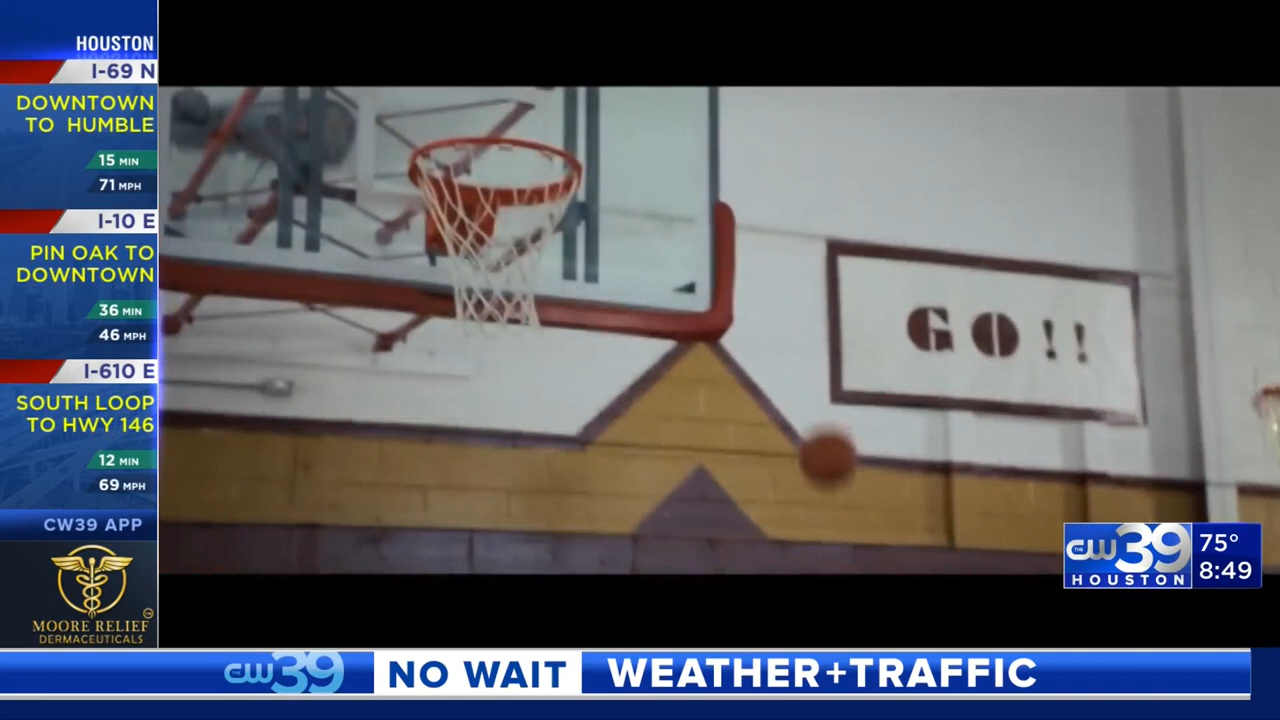 HOUSTON
I-69 N
DOWNTOWN
TO HUMBLE
15 MIN
71 MPH
I-10 E
PIN OAK TO
DOWNTOWN
36 MIN
46 MPH
I-610 E
SOUTH LOOP
TO HWY 146
12 MIN
69 MPH
CW39 APP
MOORE RELIEF
DERMACEUTICALS
GO!!
THE CW39
HOUSTON
75°
8:49
THE CW39
NO WAIT
WEATHER+TRAFFIC